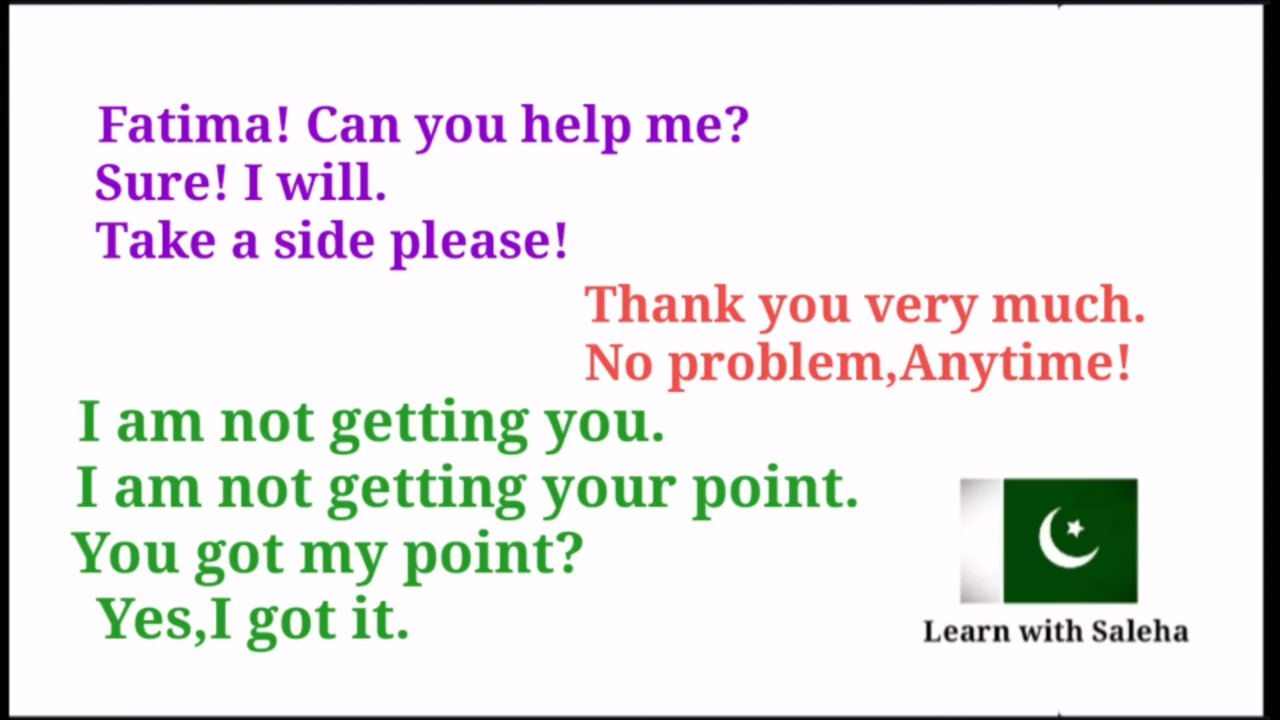 Fatima! Can you help me?
Sure! I will.
Take a side please!
Thank you very much.
No problem,Anytime!
I am not getting you.
I am not getting your point.
You got my point?
Yes,I got it.
Learn with Saleha